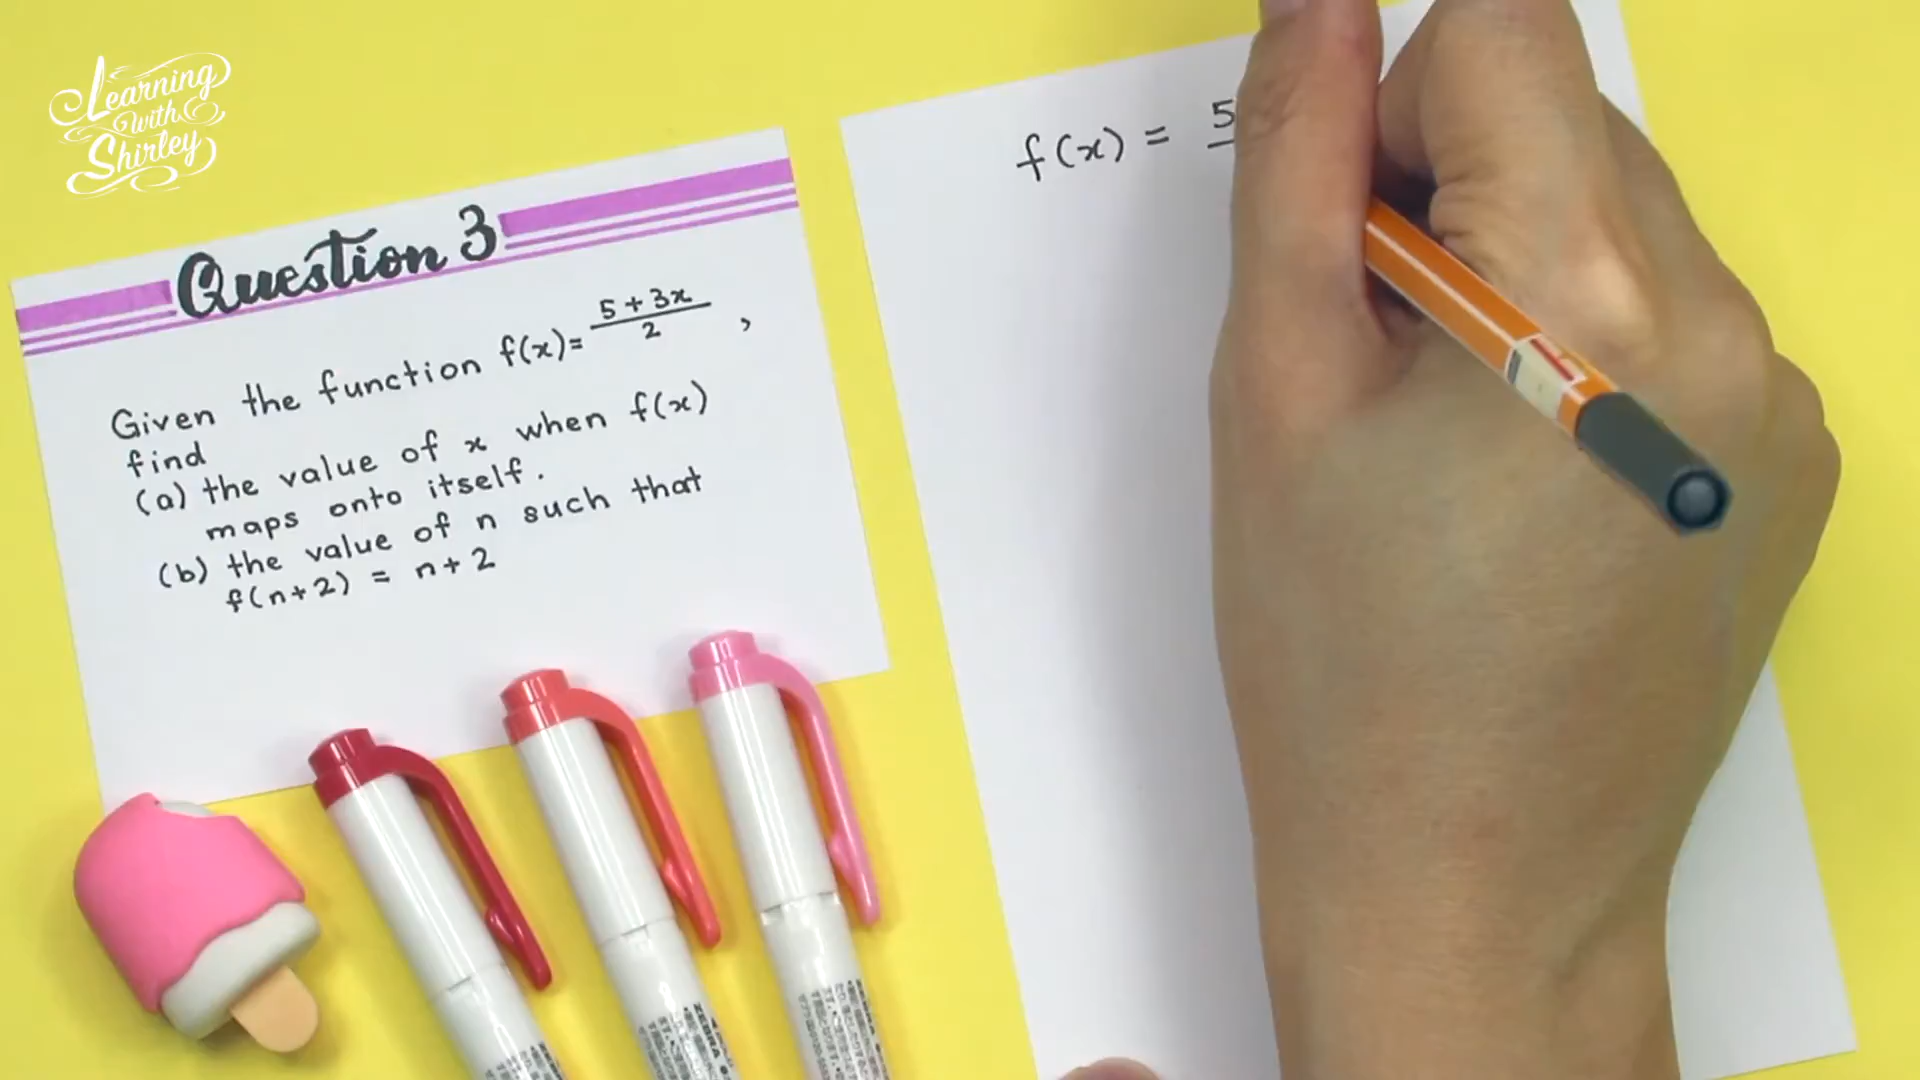 Learning
with
Shirley
Question 3
Given the function f(x)= 5+3x/2 ,
find
(a) the value of x when f(x)
maps onto itself.
(b) the value of n such that
f(n+2) = n+2
f(x) = 5
ZEBRA